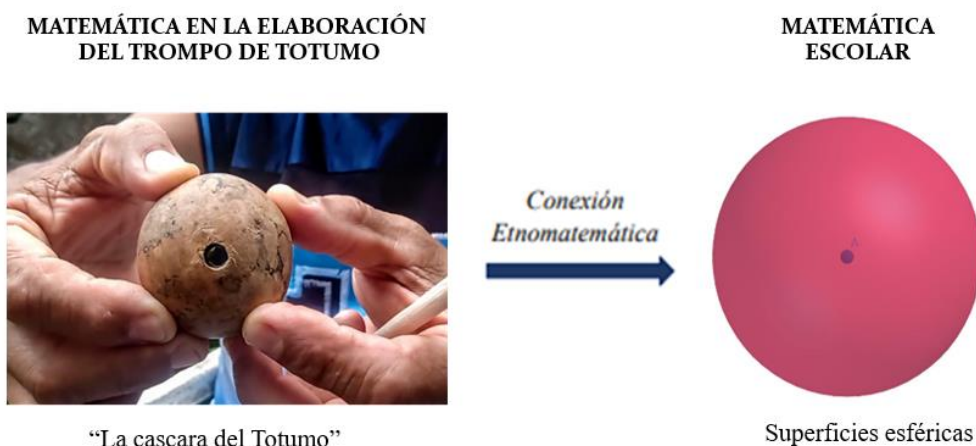 MATEMÁTICA EN LA ELABORACIÓN
DEL TROMPO DE TOTUMO
MATEMÁTICA
ESCOLAR
Conexión
Etnomatemática
A
“La cascara del Totumo”
Superficies esféricas